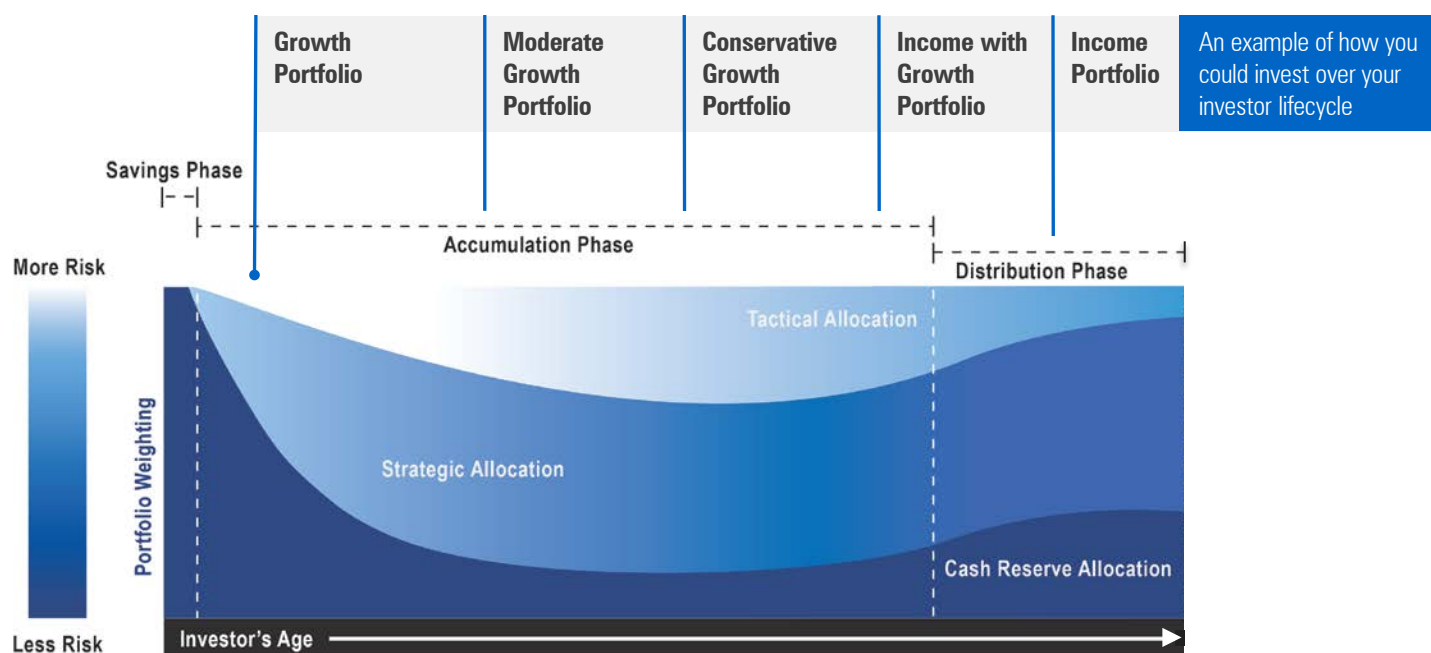 Growth
Portfolio
Moderate
Growth
Portfolio
Conservative
Growth
Portfolio
Income with
Growth
Portfolio
Income
Portfolio
An example of how you
could invest over your
investor lifecycle
Savings Phase
Accumulation Phase
Distribution Phase
More Risk
Less Risk
Portfolio Weighting
Tactical Allocation
Strategic Allocation
Cash Reserve Allocation
Investor's Age